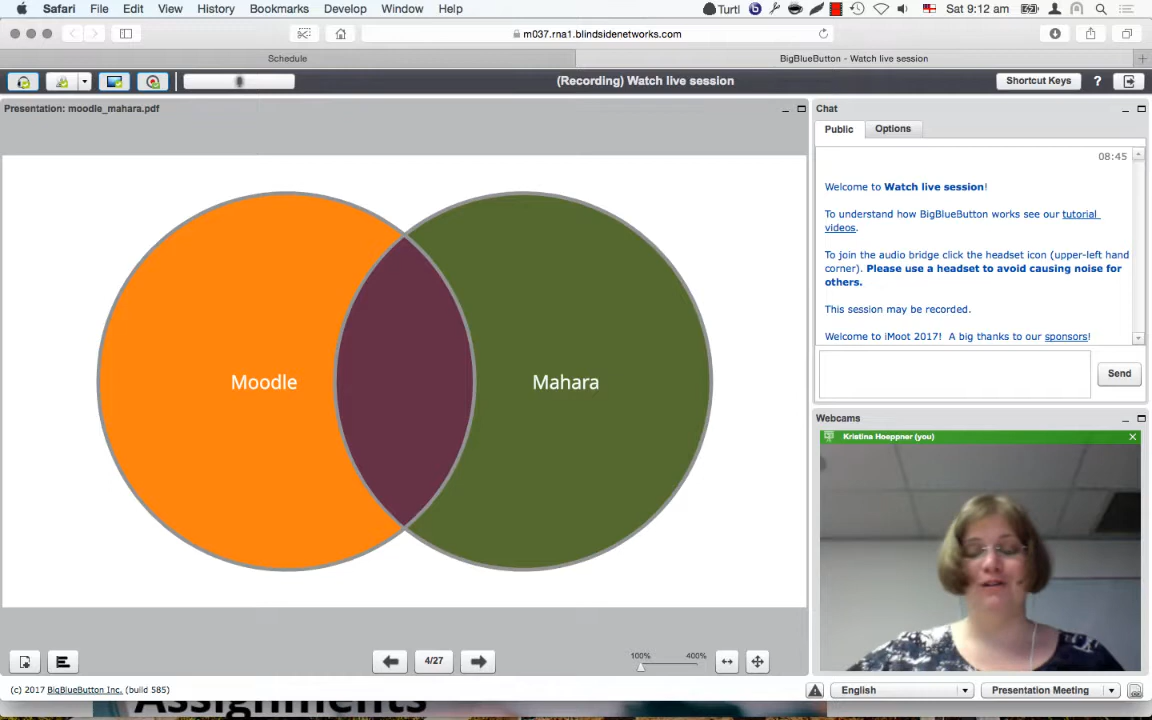 Safari File Edit View History Bookmarks Develop Window Help
Turtl Sat 9:12 am
m037.rna1.blindsidenetworks.com
Schedule
BigBlueButton - Watch live session
(Recording) Watch live session
Shortcut Keys
?
Presentation: moodle_mahara.pdf
Moodle
Mahara
100%
400%
4/27
Chat
Public
Options
08:45
Welcome to Watch live session!
To understand how BigBlueButton works see our tutorial
videos.
To join the audio bridge click the headset icon (upper-left hand
corner). Please use a headset to avoid causing noise for
others.
This session may be recorded.
Welcome to iMoot 2017! A big thanks to our sponsors!
Send
Webcams
Kristina Hoeppner (you)
(c) 2017 BigBlueButton Inc. (build 585)
English
Presentation Meeting
Assignments